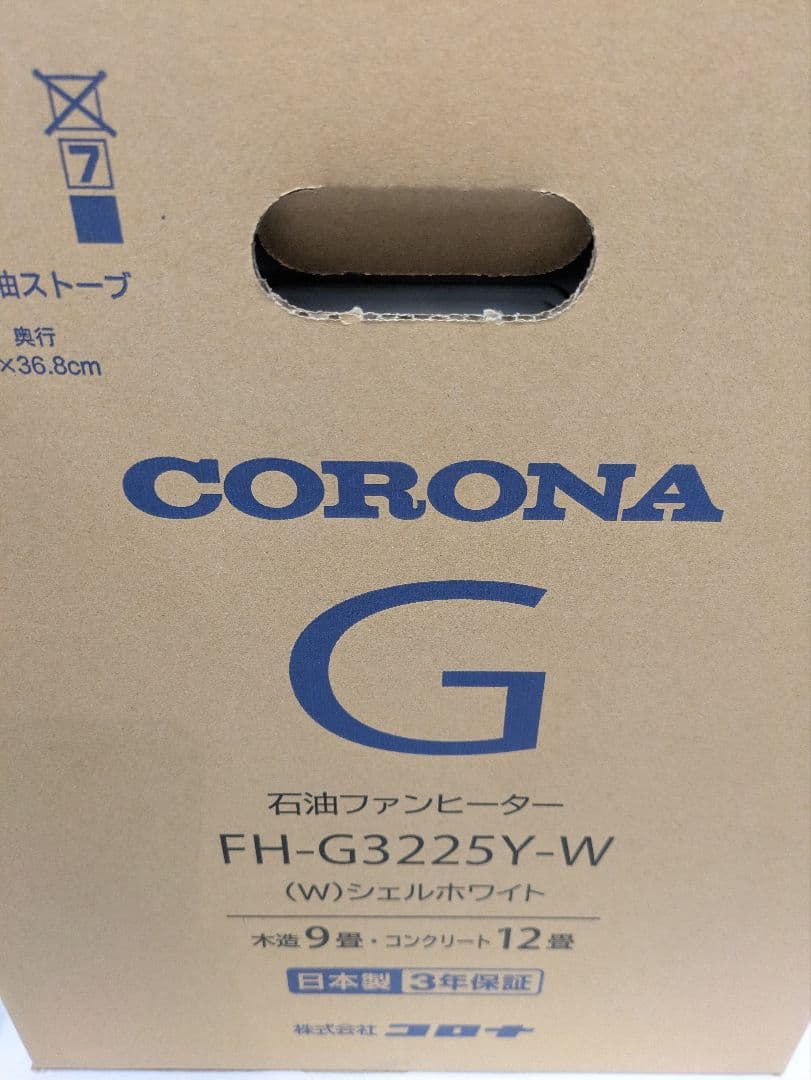 7
油ストーブ
奥行
×36.8cm
CORONA
G
石油ファンヒーター
FH-G3225Y-W
(W)シェルホワイト
木造9畳・コンクリート12畳
日本製 3年保証
株式会社 コロナ